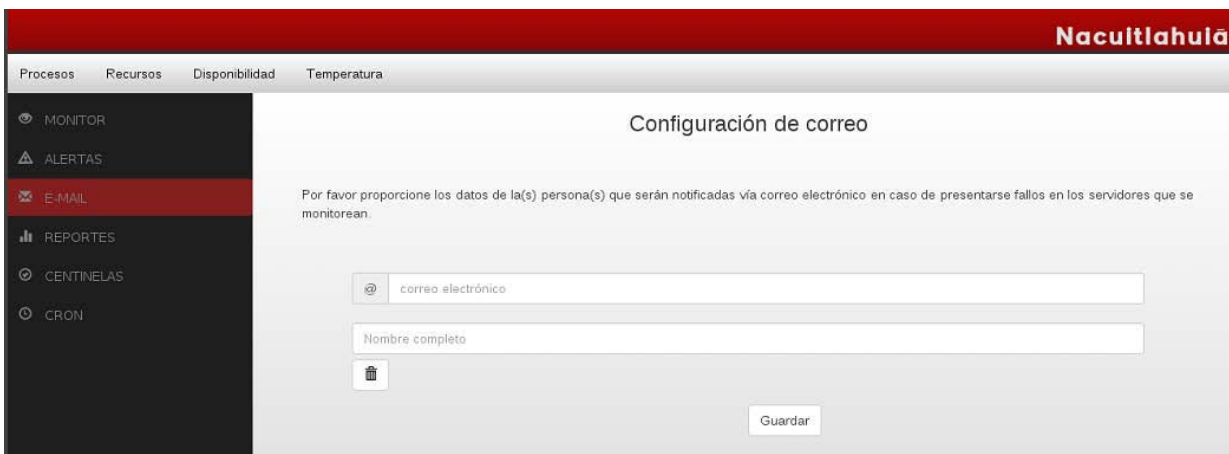 Nacuitlahuiā
Procesos Recursos Disponibilidad Temperatura
MONITOR
ALERTAS
E-MAIL
REPORTES
CENTINELAS
CRON
Configuración de correo
Por favor proporcione los datos de la(s) persona(s) que serán notificadas vía correo electrónico en caso de presentarse fallos en los servidores que se
monitorean.
@ correo electrónico
Nombre completo
Guardar